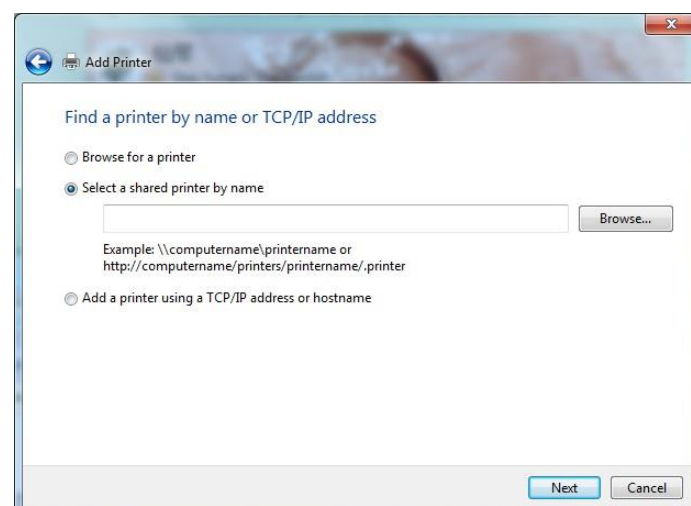 Add Printer
Find a printer by name or TCP/IP address
Browse for a printer
Select a shared printer by name
Browse...
Example: \\computername\printername or
http://computername/printers/printername/.printer
Add a printer using a TCP/IP address or hostname
Next Cancel